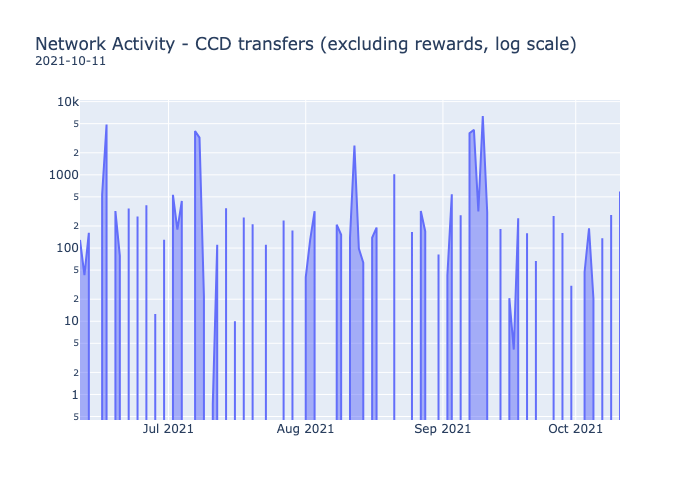 Network Activity - CCD transfers (excluding rewards, log scale)
2021-10-11
10k
5
2
1000
5
2
100
5
2
10
5
2
1
5
Jul 2021
Aug 2021
Sep 2021
Oct 2021